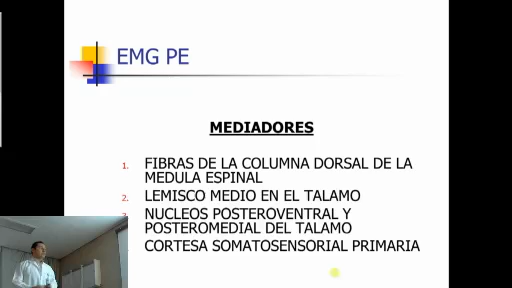 EMG PE
MEDIADORES
1. FIBRAS DE LA COLUMNA DORSAL DE LA
MEDULA ESPINAL
2. LEMISCO MEDIO EN EL TALAMO
NUCLEOS POSTEROVENTRAL Y
POSTEROMEDIAL DEL TALAMO
CORTESA SOMATOSENSORIAL PRIMARIA